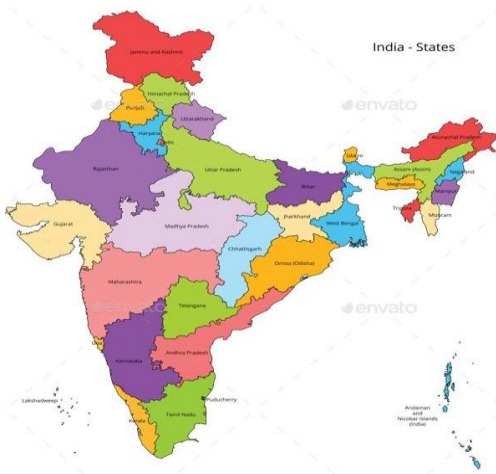 India - States
Jammu and Kashmir
Himachal Pradesh
Punjab
Uttarakhand
Haryana
Delhi
Rajasthan
Uttar Pradesh
Arunachal Pradesh
Sikkim
Assam (Asom)
Nagaland
Meghalaya
Manipur
Tripura
Mizoram
Bihar
Gujarat
Madhya Pradesh
Jharkhand
West Bengal
Chhattisgarh
Orissa (Odisha)
Maharashtra
Telangana
Goa
Andhra Pradesh
Karnataka
Lakshadweep
Puducherry
Kerala
Tamil Nadu
Andaman
and
Nicobar Islands
(India)
envato
envato
envato
envato
envato
envato